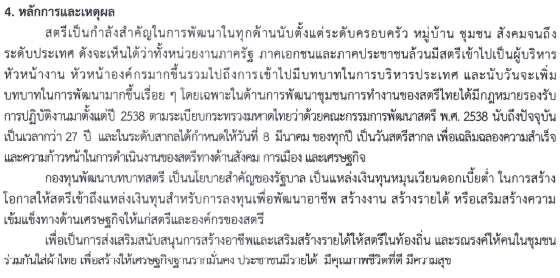 4. หลักการและเหตุผล
สตรีเป็นกำลังสำคัญในการพัฒนาในทุกด้านนับตั้งแต่ระดับครอบครัว หมู่บ้าน ชุมชน สังคมจนถึง
ระดับประเทศ ดังจะเห็นได้ว่าทั้งหน่วยงานภาครัฐ ภาคเอกชนและภาคประชาชนล้วนมีสตรีเข้าไปเป็นผู้บริหาร
หัวหน้างาน หัวหน้าองค์กรมากขึ้นรวมไปถึงการเข้าไปมีบทบาทในการบริหารประเทศ และนับวันจะเพิ่ม
บทบาทในการพัฒนามากขึ้นเรื่อย ๆ โดยเฉพาะในด้านการพัฒนาชุมชนการทำงานของสตรีไทยได้มีกฎหมายรองรับ
การปฏิบัติงานมาตั้งแต่ปี 2538 ตามระเบียบกระทรวงมหาดไทยว่าด้วยคณะกรรมการพัฒนาสตรี พ.ศ. 2538 นับถึงปัจจุบัน
เป็นเวลากว่า 27 ปี และในระดับสากลได้กำหนดให้วันที่ 8 มีนาคม ของทุกปี เป็นวันสตรีสากล เพื่อเฉลิมฉลองความสำเร็จ
และความก้าวหน้าในการดำเนินงานของสตรีทางด้านสังคม การเมือง และเศรษฐกิจ
กองทุนพัฒนาบทบาทสตรี เป็นนโยบายสำคัญของรัฐบาล เป็นแหล่งเงินทุนหมุนเวียนดอกเบี้ยต่ำ ในการสร้าง
โอกาสให้สตรีเข้าถึงแหล่งเงินทุนสำหรับการลงทุนเพื่อพัฒนาอาชีพ สร้างงาน สร้างรายได้ หรือเสริมสร้างความ
เข้มแข็งทางด้านเศรษฐกิจให้แก่สตรีและองค์กรของสตรี
เพื่อเป็นการส่งเสริมสนับสนุนการสร้างอาชีพและเสริมสร้างรายได้ให้สตรีในท้องถิ่น และรณรงค์ให้คนในชุมชน
ร่วมกันใส่ผ้าไทย เพื่อสร้างให้เศรษฐกิจฐานรากมั่นคง ประชาชนมีรายได้ มีคุณภาพชีวิตที่ดี มีความสุข